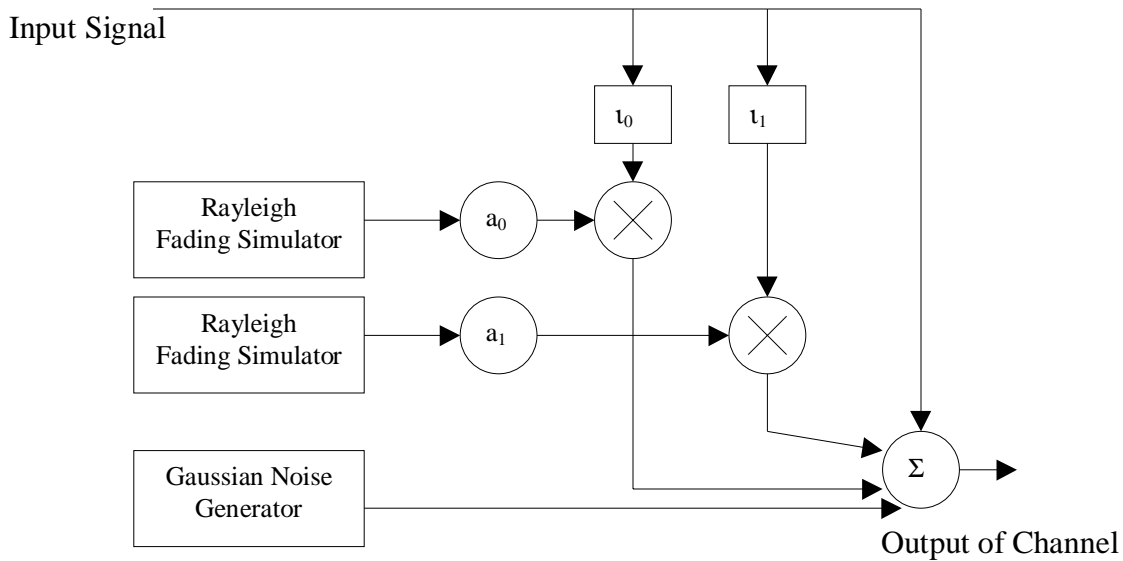 Input Signal
ι₀
ι₁
Rayleigh
Fading Simulator
a₀
Rayleigh
Fading Simulator
a₁
Gaussian Noise
Generator
Σ
Output of Channel